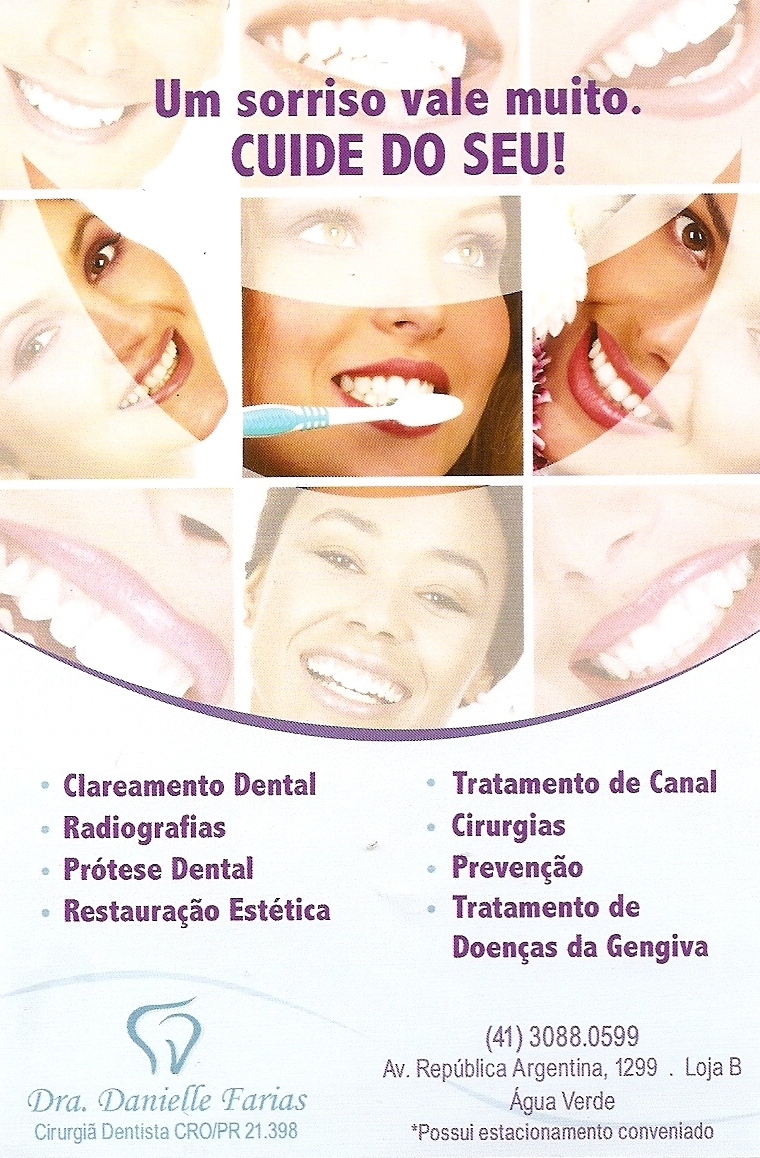 Um sorriso vale muito.
CUIDE DO SEU!
• Clareamento Dental
• Radiografias
• Prótese Dental
• Restauração Estética
• Tratamento de Canal
• Cirurgias
• Prevenção
• Tratamento de
Doenças da Gengiva
Dra. Danielle Farias
Cirurgiã Dentista CRO/PR 21.398
(41) 3088.0599
Av. República Argentina, 1299 . Loja B
Água Verde
*Possui estacionamento conveniado